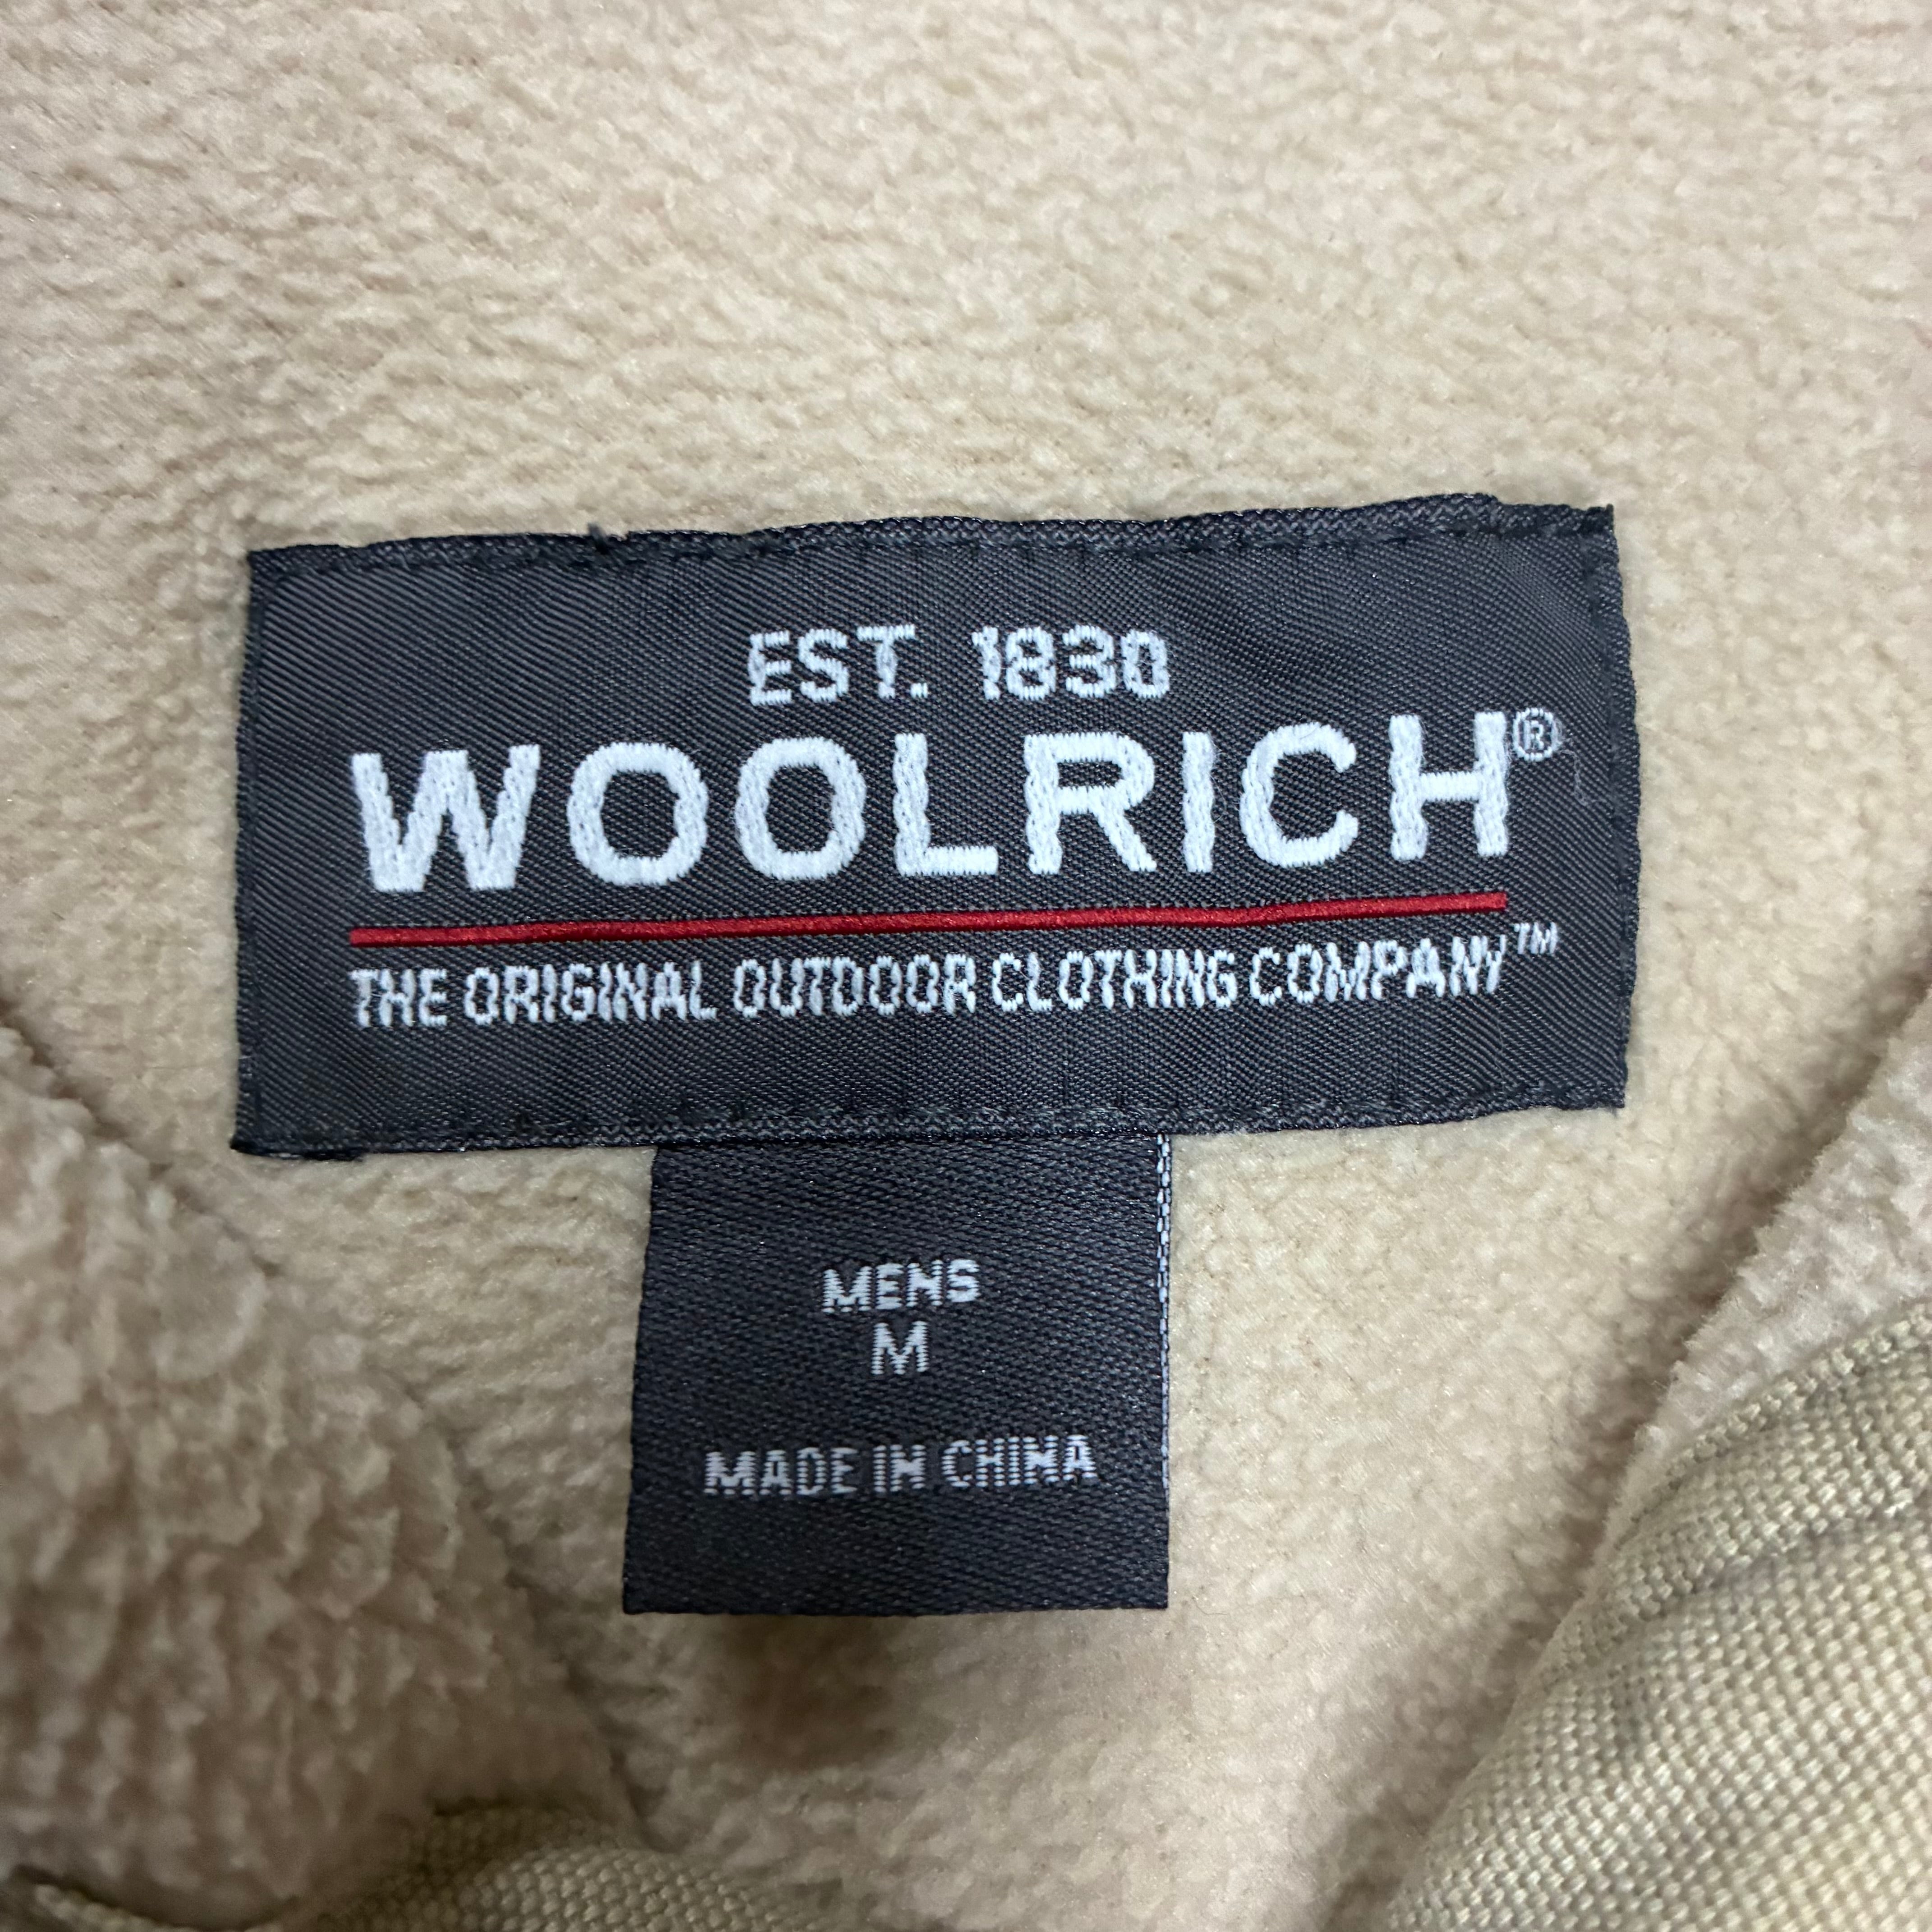 EST. 1830
WOOLRICH®
THE ORIGINAL OUTDOOR CLOTHING COMPANY™
MENS
M
MADE IN CHINA